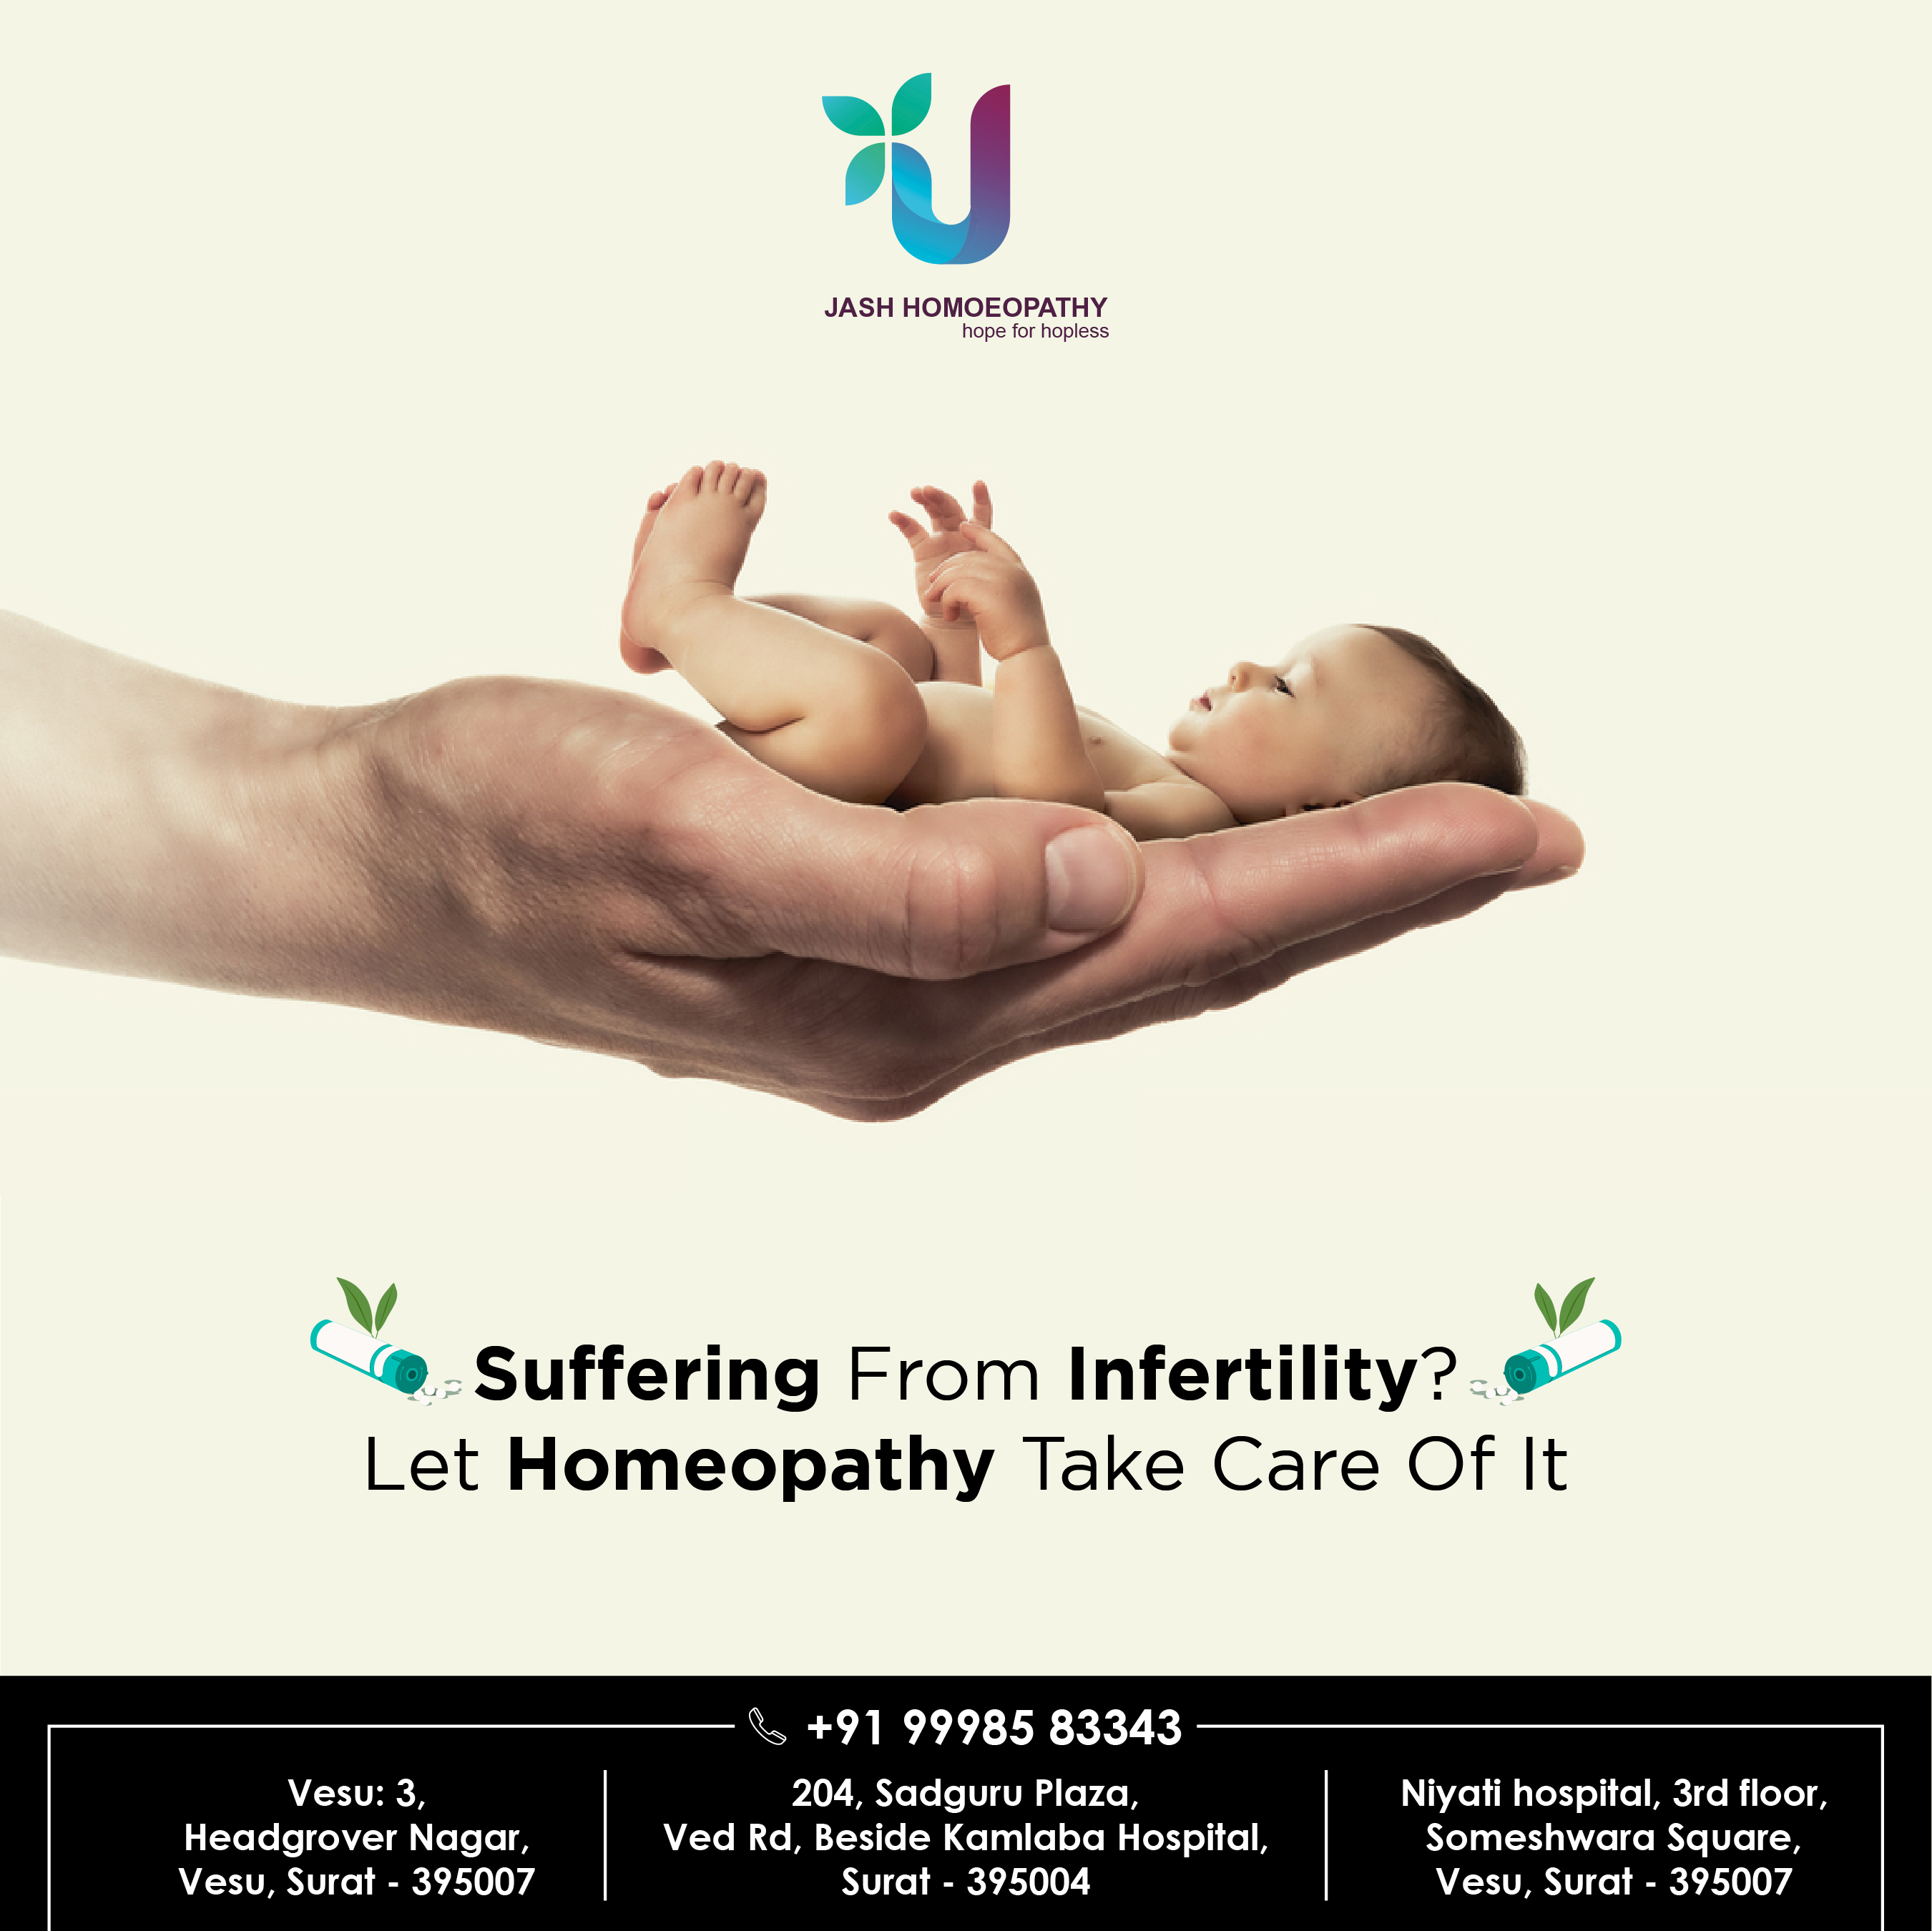 JASH HOMOEOPATHY
hope for hopless
Suffering From Infertility?
Let Homeopathy Take Care Of It
+91 99985 83343
Vesu: 3,
Headgrover Nagar,
Vesu, Surat - 395007
204, Sadguru Plaza,
Ved Rd, Beside Kamlaba Hospital,
Surat - 395004
Niyati hospital, 3rd floor,
Someshwara Square,
Vesu, Surat - 395007